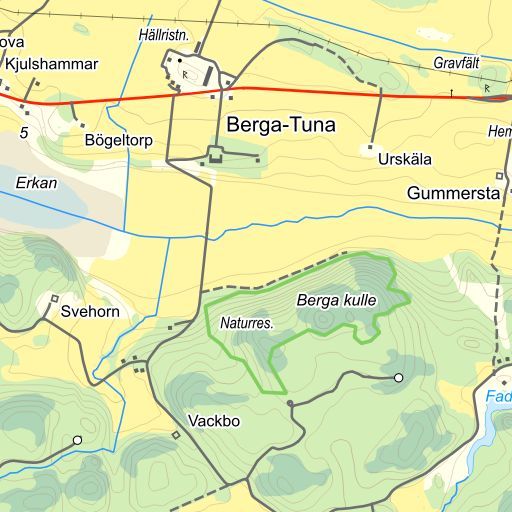 ova
Hällristn.
Kjulshammar
R
Gravfält
R
Berga-Tuna
5
Bögeltorp
Hem
Urskäla
Erkan
Gummersta
Berga kulle
Svehorn
Naturres.
Fad
Vackbo